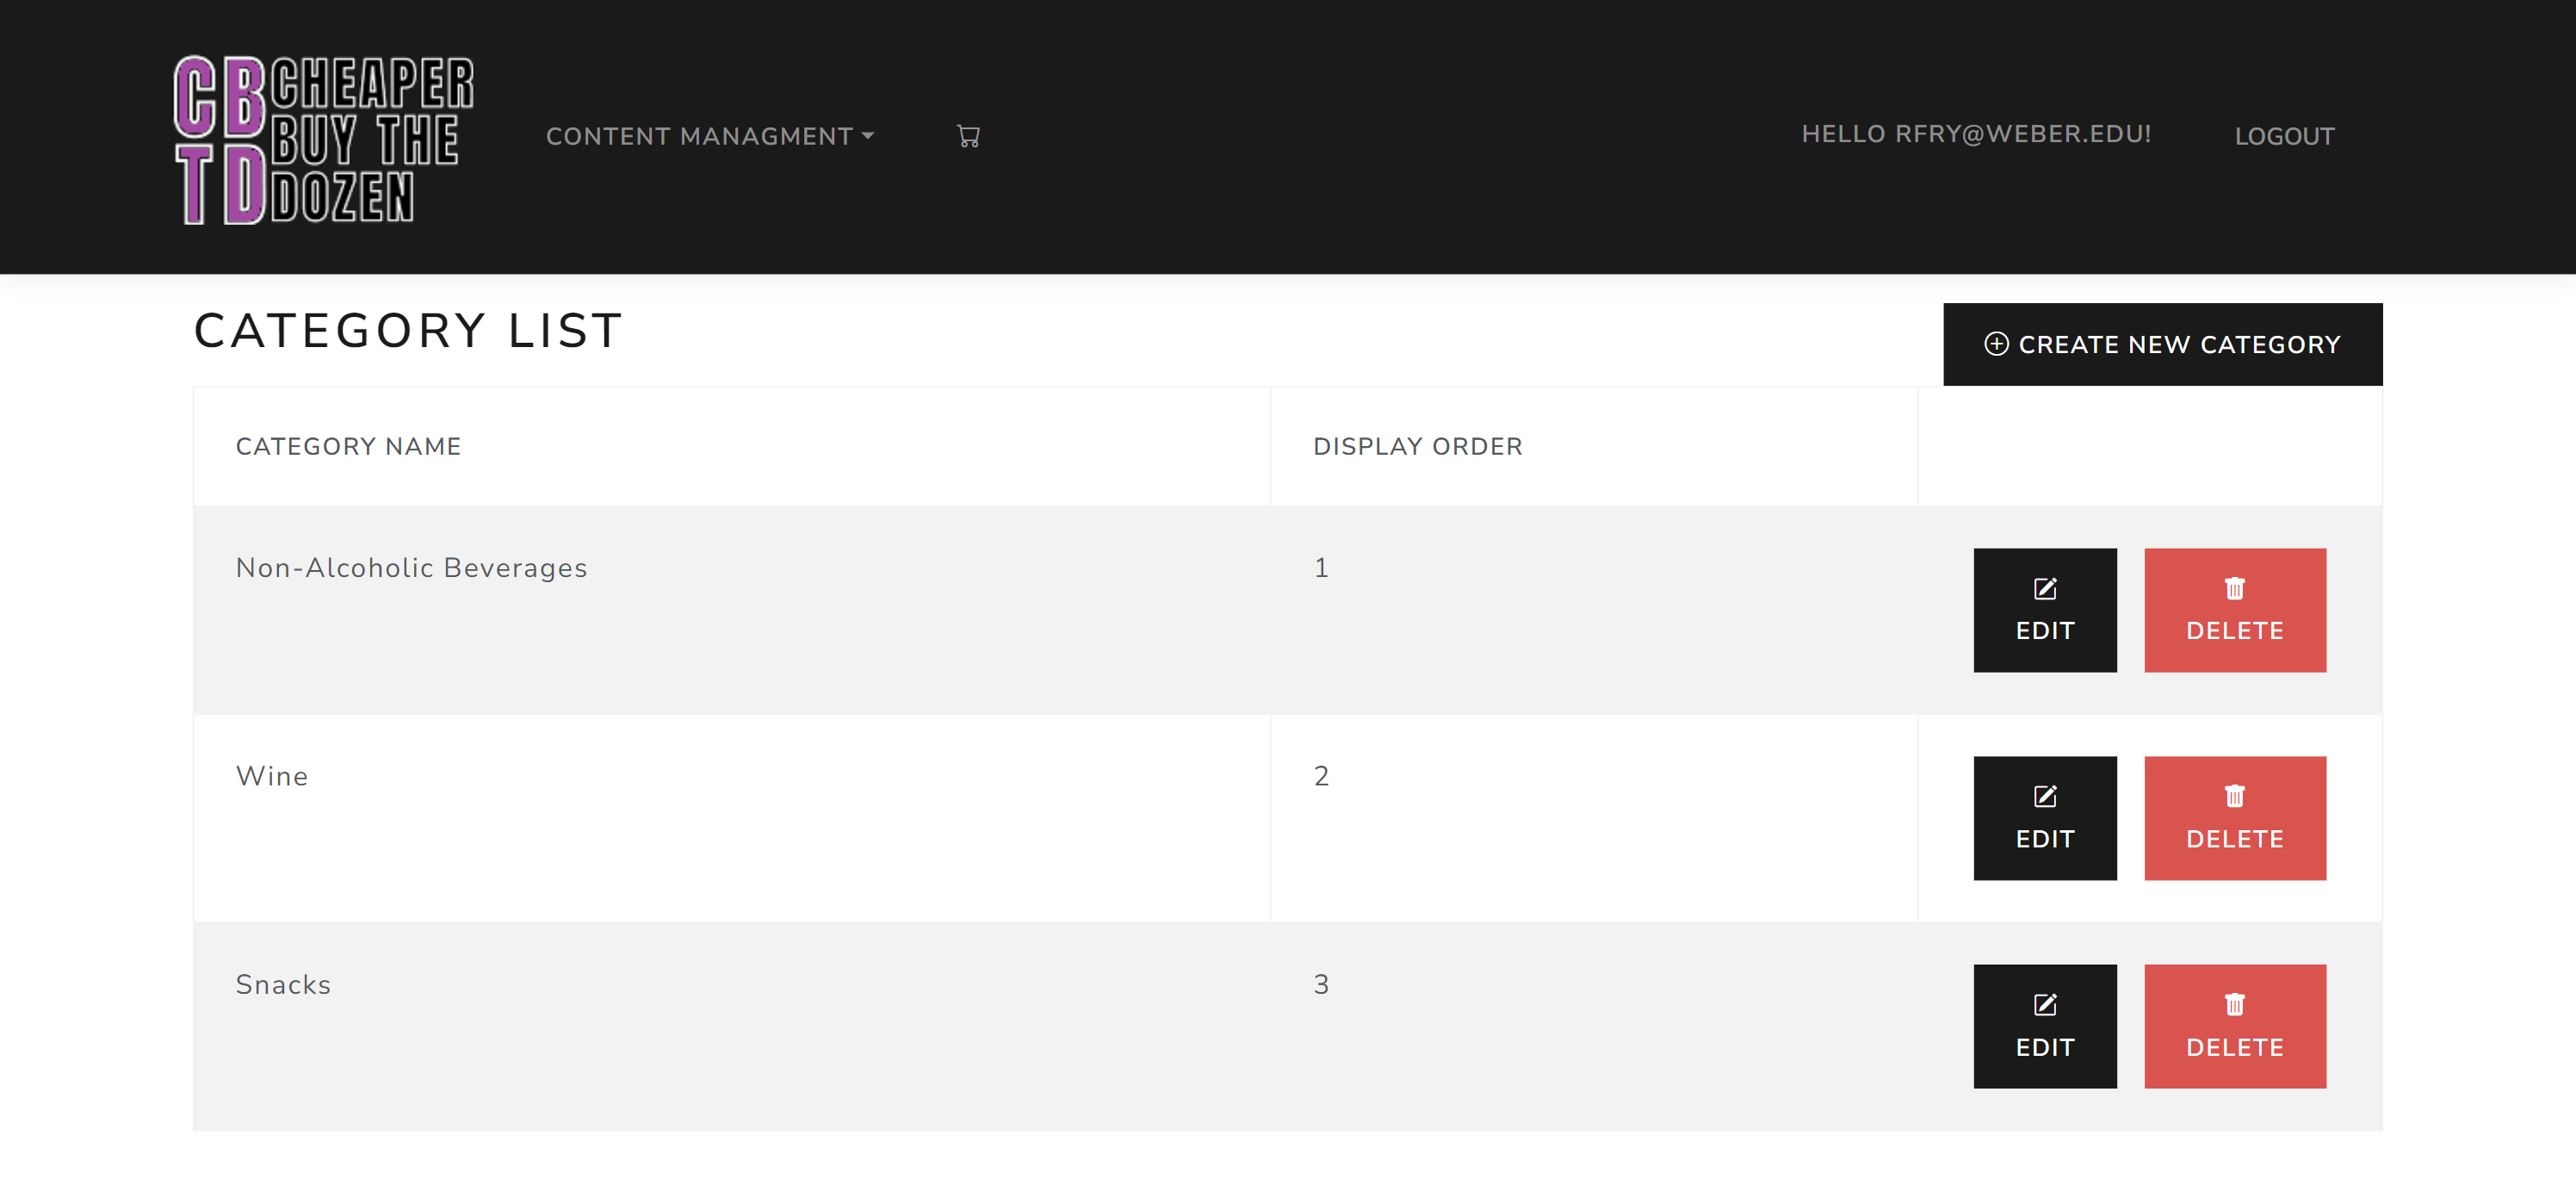 CB CHEAPER
BUY THE
TD DOZEN
CONTENT MANAGMENT
HELLO RFRY@WEBER.EDU! LOGOUT
CATEGORY LIST
CREATE NEW CATEGORY
CATEGORY NAME DISPLAY ORDER
Non-Alcoholic Beverages 1 EDIT DELETE
Wine 2 EDIT DELETE
Snacks 3 EDIT DELETE